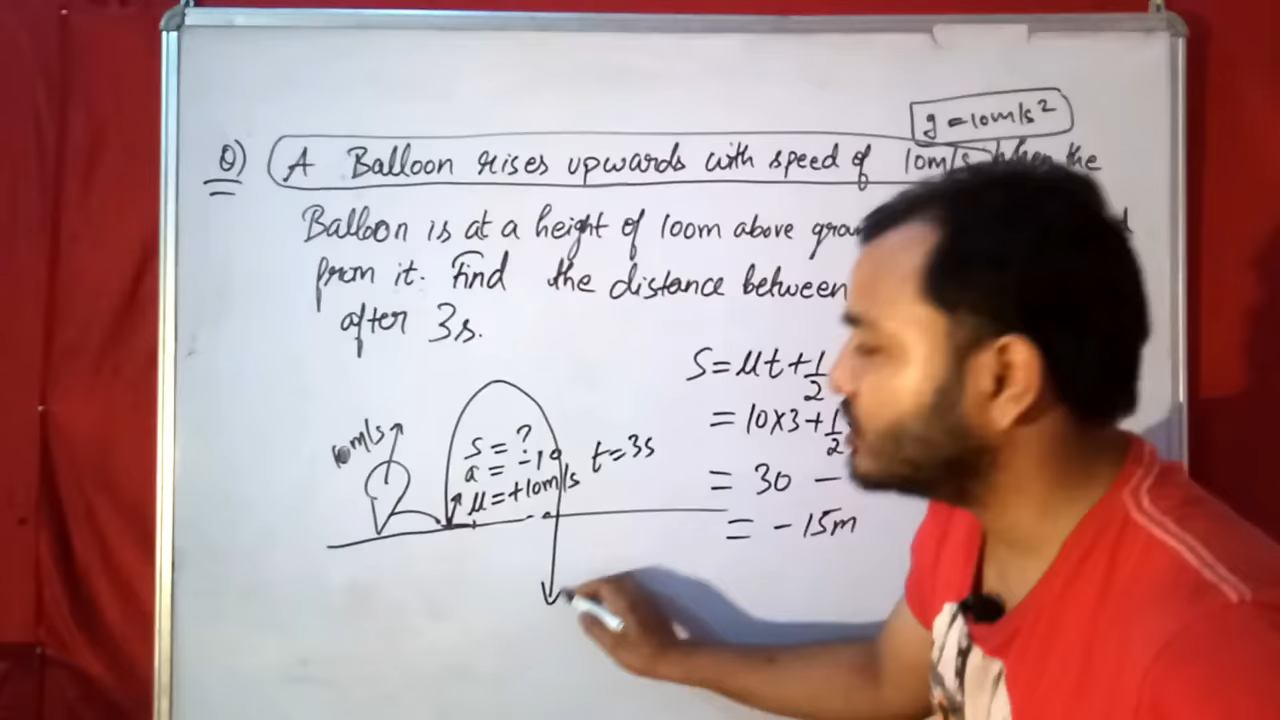 g = 10m/s²
Q) A Balloon rises upwards with speed of 10m/s when the
Balloon is at a height of 100m above
from it. Find the distance between
after 3s.
S = ut + 1/2
= 10×3 + 1/2
= 30 -
= -15m
10m/s
s = ?
a = -10
u = +10m/s
t = 3s